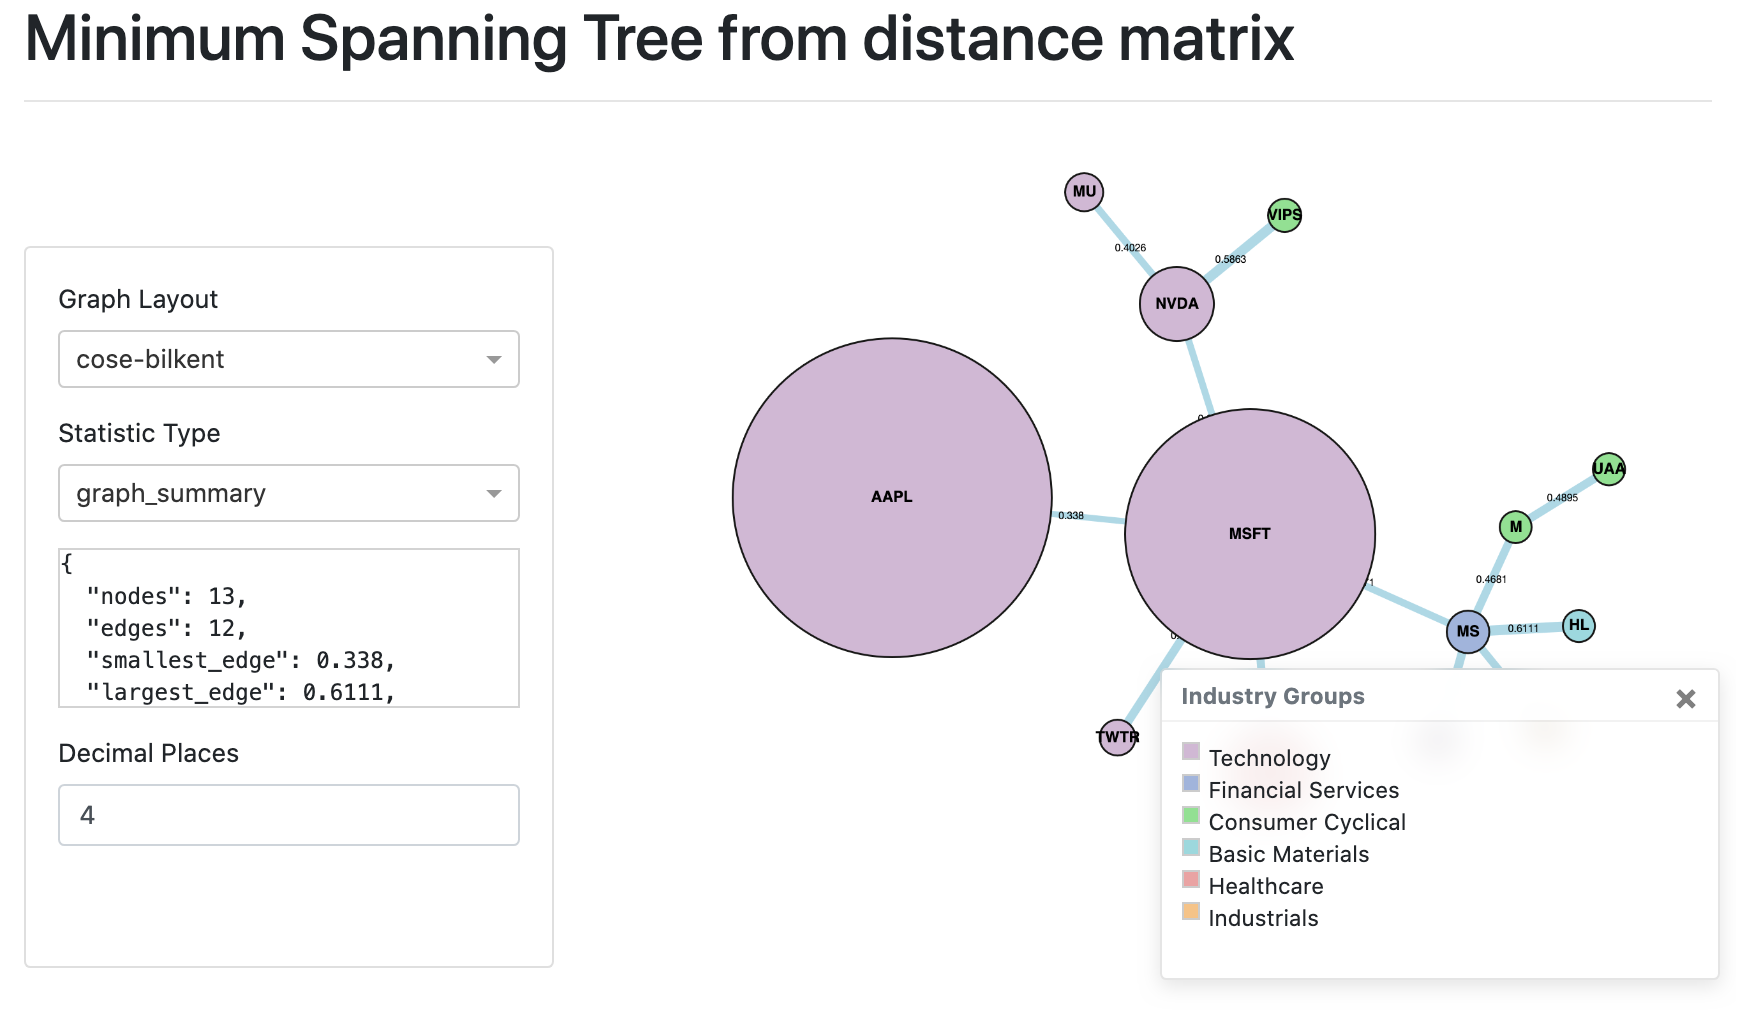 Minimum Spanning Tree from distance matrix
Graph Layout
cose-bilkent
Statistic Type
graph_summary
{
"nodes": 13,
"edges": 12,
"smallest_edge": 0.338,
"largest_edge": 0.6111,
Decimal Places
4
MU
VIPS
0.4026
0.5863
NVDA
AAPL
0.338
MSFT
UAA
0.4895
M
0.4681
MS
0.6111
HL
TWTR
Industry Groups
Technology
Financial Services
Consumer Cyclical
Basic Materials
Healthcare
Industrials